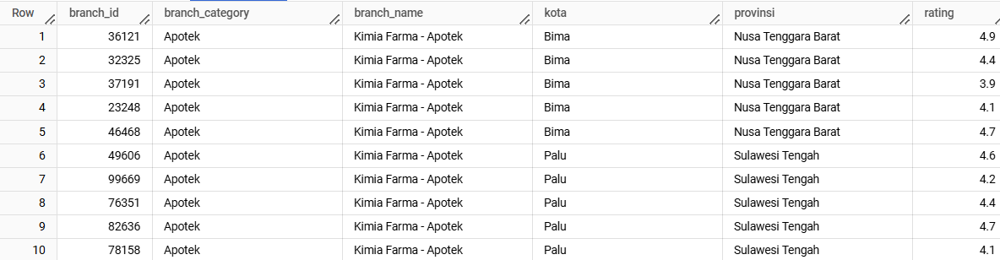 Row branch_id branch_category branch_name kota provinsi rating
1 36121 Apotek Kimia Farma - Apotek Bima Nusa Tenggara Barat 4.9
2 32325 Apotek Kimia Farma - Apotek Bima Nusa Tenggara Barat 4.4
3 37191 Apotek Kimia Farma - Apotek Bima Nusa Tenggara Barat 3.9
4 23248 Apotek Kimia Farma - Apotek Bima Nusa Tenggara Barat 4.1
5 46468 Apotek Kimia Farma - Apotek Bima Nusa Tenggara Barat 4.7
6 49606 Apotek Kimia Farma - Apotek Palu Sulawesi Tengah 4.6
7 99669 Apotek Kimia Farma - Apotek Palu Sulawesi Tengah 4.2
8 76351 Apotek Kimia Farma - Apotek Palu Sulawesi Tengah 4.4
9 82636 Apotek Kimia Farma - Apotek Palu Sulawesi Tengah 4.7
10 78158 Apotek Kimia Farma - Apotek Palu Sulawesi Tengah 4.1